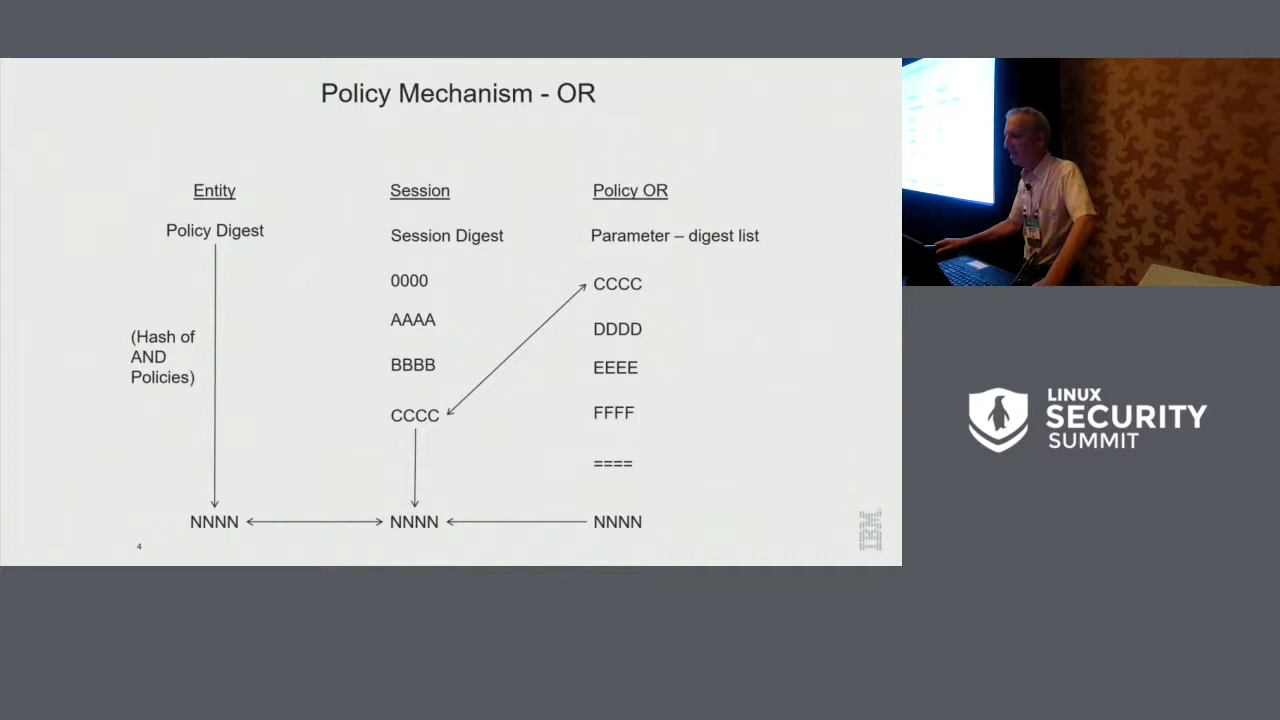 Policy Mechanism - OR
Entity
Session
Policy OR
Policy Digest
Session Digest
Parameter – digest list
0000
CCCC
AAAA
DDDD
(Hash of
AND
Policies)
BBBB
EEEE
CCCC
FFFF
====
NNNN
NNNN
NNNN
4
IBM
LINUX
SECURITY
SUMMIT